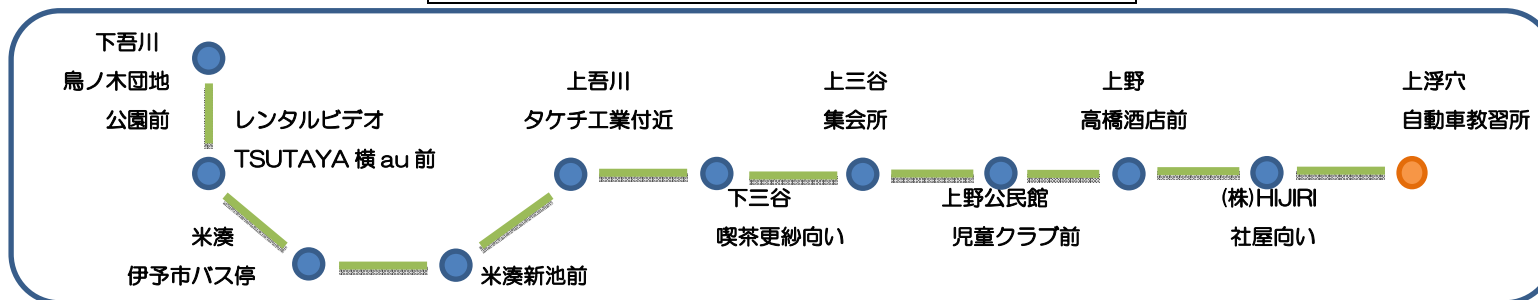 下吾川
鳥ノ木団地
公園前
レンタルビデオ
TSUTAYA 横 au 前
米湊
伊予市バス停
米湊新池前
上吾川
タケチ工業付近
下三谷
喫茶更紗向い
上三谷
集会所
上野公民館
児童クラブ前
上野
高橋酒店前
(株)HIJIRI
社屋向い
上浮穴
自動車教習所